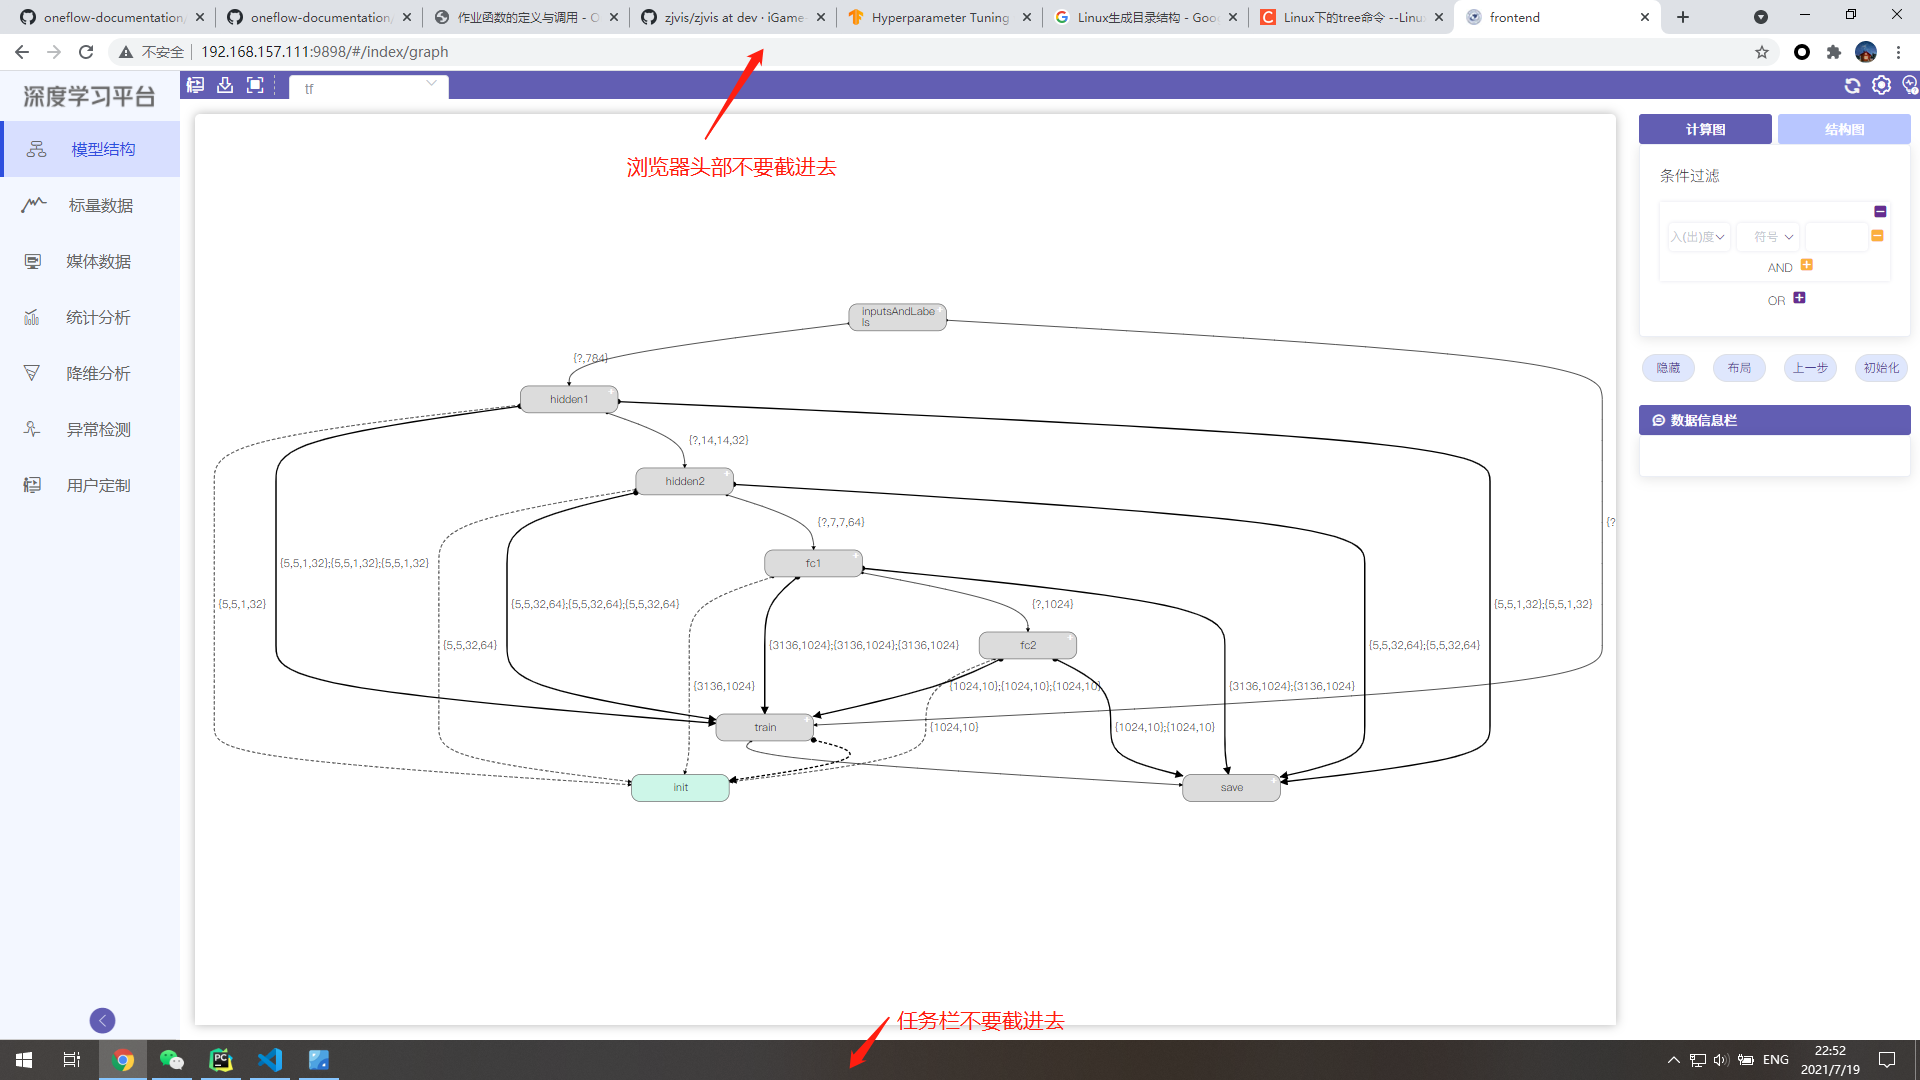 oneflow-documentation/
oneflow-documentation/
作业函数的定义与调用 - O
zjvis/zjvis at dev · iGame-
Hyperparameter Tuning
Linux生成目录结构 - Goo
Linux下的tree命令 --Linu
frontend
不安全
192.168.157.111:9898/#/index/graph
深度学习平台
tf
模型结构
标量数据
媒体数据
统计分析
降维分析
异常检测
用户定制
浏览器头部不要截进去
inputsAndLabe
ls
{?,784}
hidden1
{?,14,14,32}
hidden2
{?,7,7,64}
{?
fc1
{5,5,1,32};{5,5,1,32};{5,5,1,32}
{5,5,1,32}
{5,5,32,64};{5,5,32,64};{5,5,32,64}
{?,1024}
{5,5,1,32};{5,5,1,32}
{5,5,32,64}
{3136,1024};{3136,1024};{3136,1024}
fc2
{5,5,32,64};{5,5,32,64}
{3136,1024}
{1024,10};{1024,10};{1024,10}
{3136,1024};{3136,1024}
train
{1024,10}
{1024,10};{1024,10}
init
save
计算图
结构图
条件过滤
入(出)度
符号
AND
OR
隐藏
布局
上一步
初始化
数据信息栏
任务栏不要截进去
PC
ENG
22:52
2021/7/19